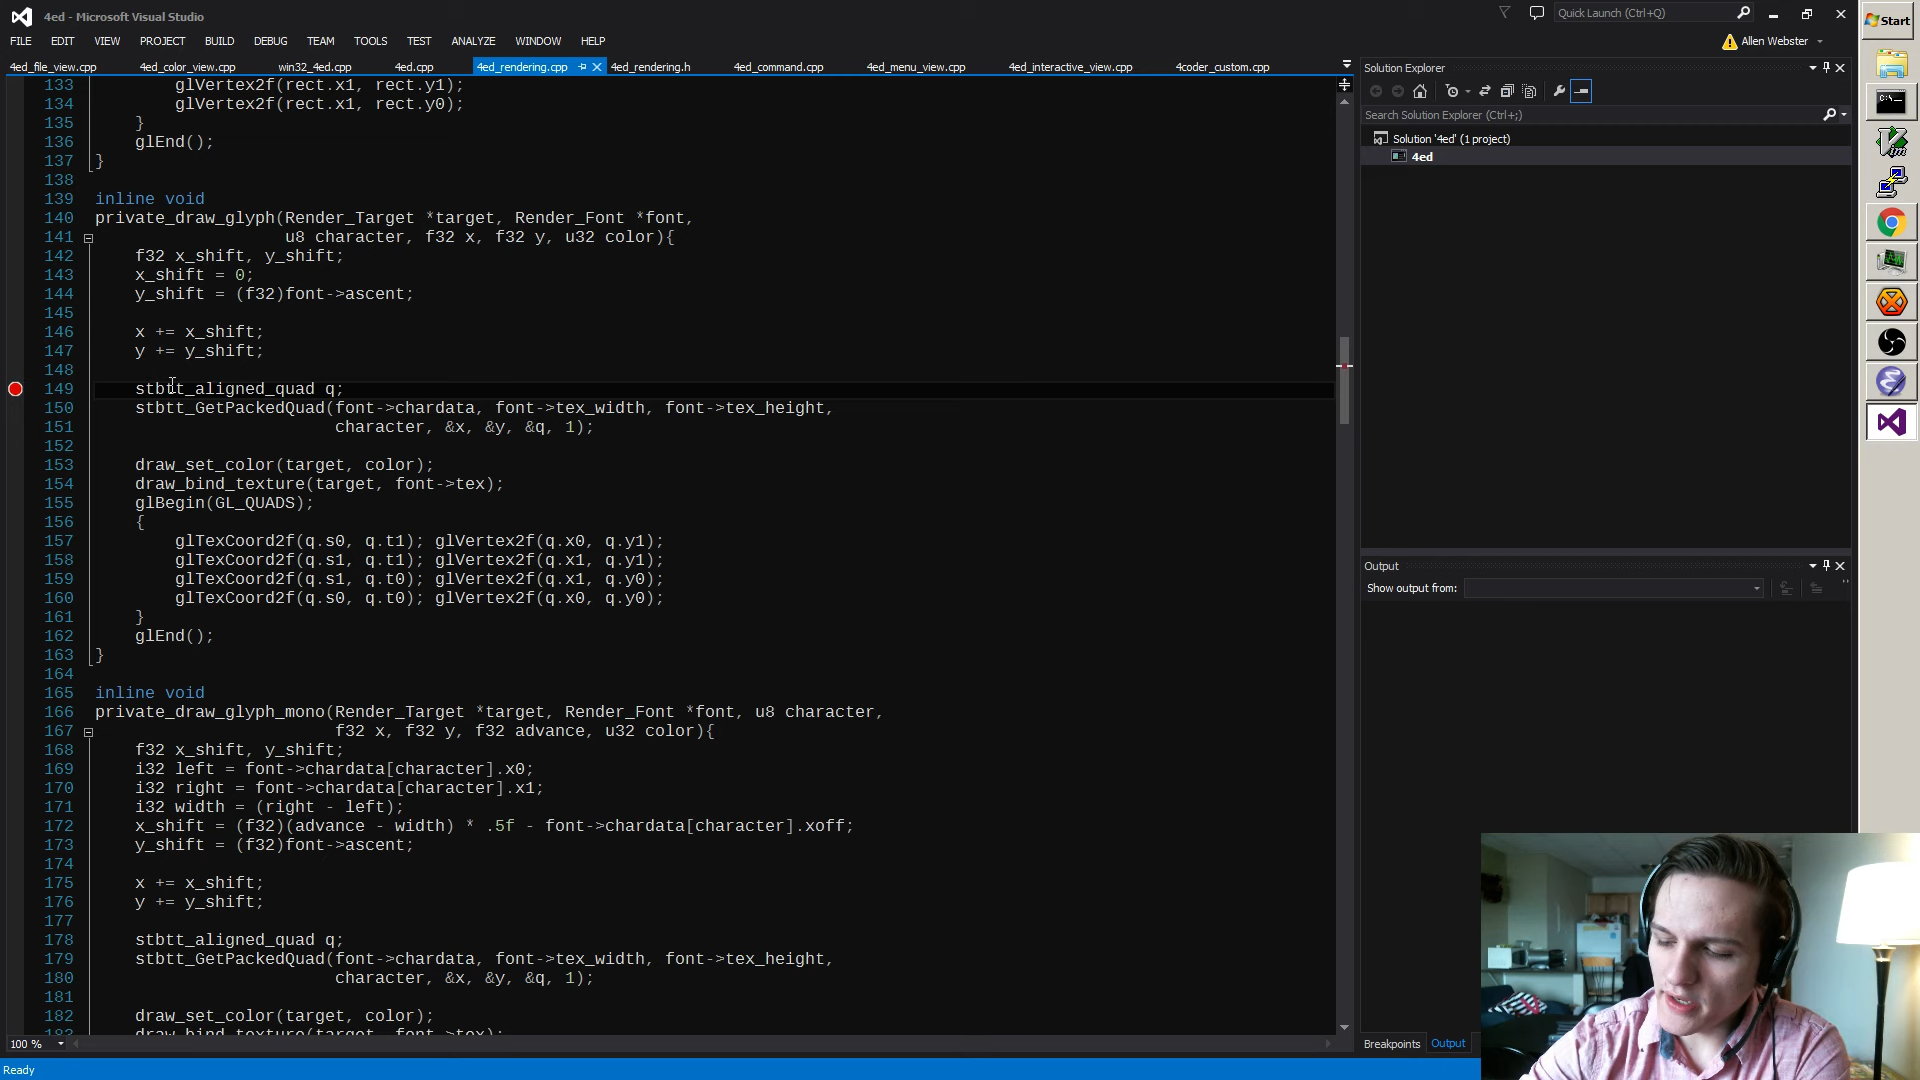 4ed - Microsoft Visual Studio
Quick Launch (Ctrl+Q)
Start
FILE EDIT VIEW PROJECT BUILD DEBUG TEAM TOOLS TEST ANALYZE WINDOW HELP
Allen Webster
4ed_file_view.cpp 4ed_color_view.cpp win32_4ed.cpp 4ed.cpp 4ed_rendering.cpp 4ed_rendering.h 4ed_command.cpp 4ed_menu_view.cpp 4ed_interactive_view.cpp 4coder_custom.cpp
Solution Explorer
Search Solution Explorer (Ctrl+;)
Solution '4ed' (1 project)
4ed
133 glVertex2f(rect.x1, rect.y1);
134 glVertex2f(rect.x1, rect.y0);
135 }
136 glEnd();
137 }
138
139 inline void
140 private_draw_glyph(Render_Target *target, Render_Font *font,
141 u8 character, f32 x, f32 y, u32 color){
142 f32 x_shift, y_shift;
143 x_shift = 0;
144 y_shift = (f32)font->ascent;
145
146 x += x_shift;
147 y += y_shift;
148
149 stbtt_aligned_quad q;
150 stbtt_GetPackedQuad(font->chardata, font->tex_width, font->tex_height,
151 character, &x, &y, &q, 1);
152
153 draw_set_color(target, color);
154 draw_bind_texture(target, font->tex);
155 glBegin(GL_QUADS);
156 {
157 glTexCoord2f(q.s0, q.t1); glVertex2f(q.x0, q.y1);
158 glTexCoord2f(q.s1, q.t1); glVertex2f(q.x1, q.y1);
159 glTexCoord2f(q.s1, q.t0); glVertex2f(q.x1, q.y0);
160 glTexCoord2f(q.s0, q.t0); glVertex2f(q.x0, q.y0);
161 }
162 glEnd();
163 }
164
165 inline void
166 private_draw_glyph_mono(Render_Target *target, Render_Font *font, u8 character,
167 f32 x, f32 y, f32 advance, u32 color){
168 f32 x_shift, y_shift;
169 i32 left = font->chardata[character].x0;
170 i32 right = font->chardata[character].x1;
171 i32 width = (right - left);
172 x_shift = (f32)(advance - width) * .5f - font->chardata[character].xoff;
173 y_shift = (f32)font->ascent;
174
175 x += x_shift;
176 y += y_shift;
177
178 stbtt_aligned_quad q;
179 stbtt_GetPackedQuad(font->chardata, font->tex_width, font->tex_height,
180 character, &x, &y, &q, 1);
181
182 draw_set_color(target, color);
183 draw_bind_texture(target, font->tex);
Output
Show output from:
100 %
Breakpoints Output
Ready